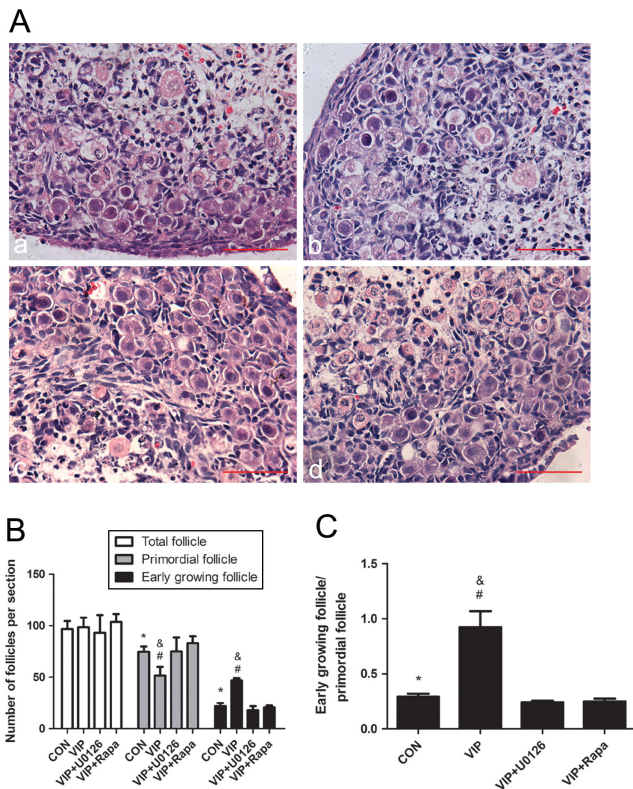 A
a
b
c
d
B
Total follicle
Primordial follicle
Early growing follicle
Number of follicles per section
150
100
50
0
*
&
#
*
&
#
CON
VIP
VIP+U0126
VIP+Rapa
CON
VIP
VIP+U0126
VIP+Rapa
CON
VIP
VIP+U0126
VIP+Rapa
C
Early growing follicle/
primordial follicle
1.5
1.0
0.5
0.0
*
&
#
CON
VIP
VIP+U0126
VIP+Rapa